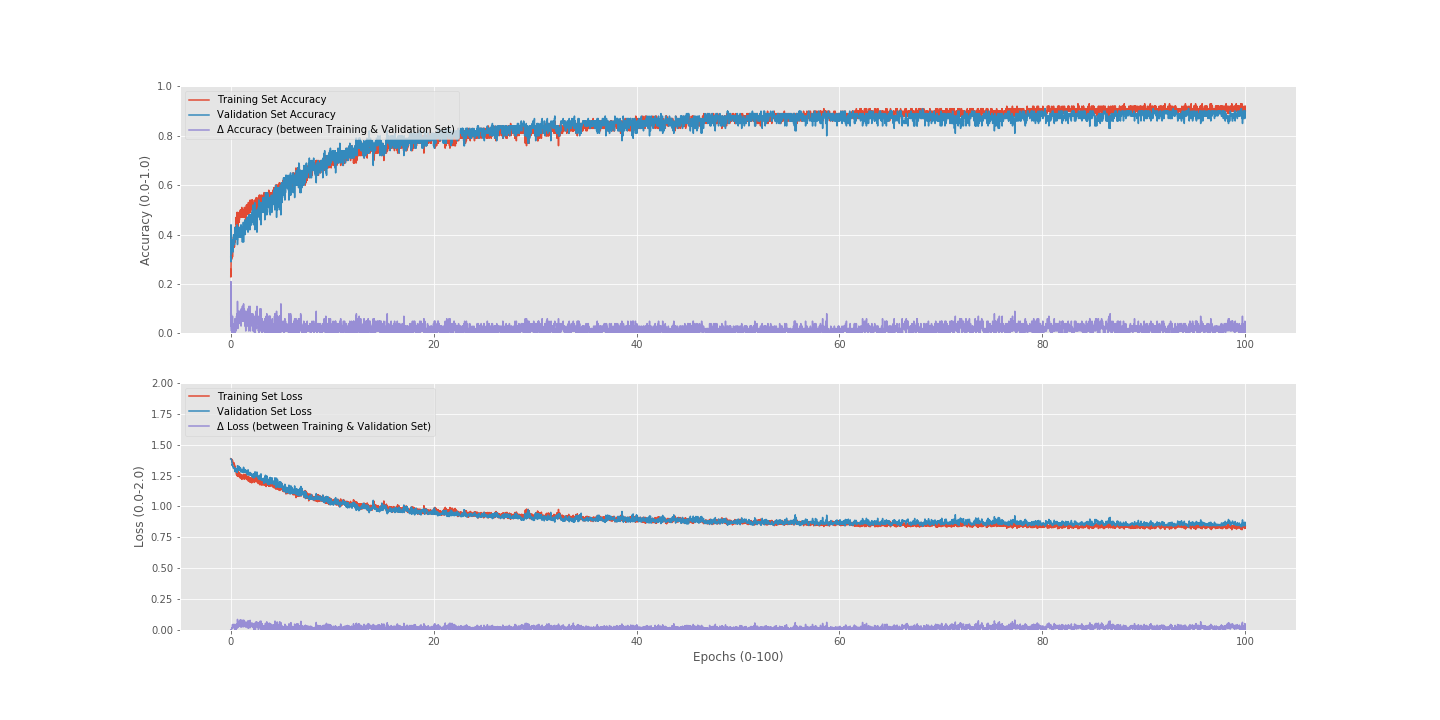 1.0
Training Set Accuracy
Validation Set Accuracy
Δ Accuracy (between Training & Validation Set)
0.8
0.6
0.4
0.2
0.0
Accuracy (0.0-1.0)
0 20 40 60 80 100
2.00
Training Set Loss
Validation Set Loss
Δ Loss (between Training & Validation Set)
1.75
1.50
1.25
1.00
0.75
0.50
0.25
0.00
Loss (0.0-2.0)
0 20 40 60 80 100
Epochs (0-100)